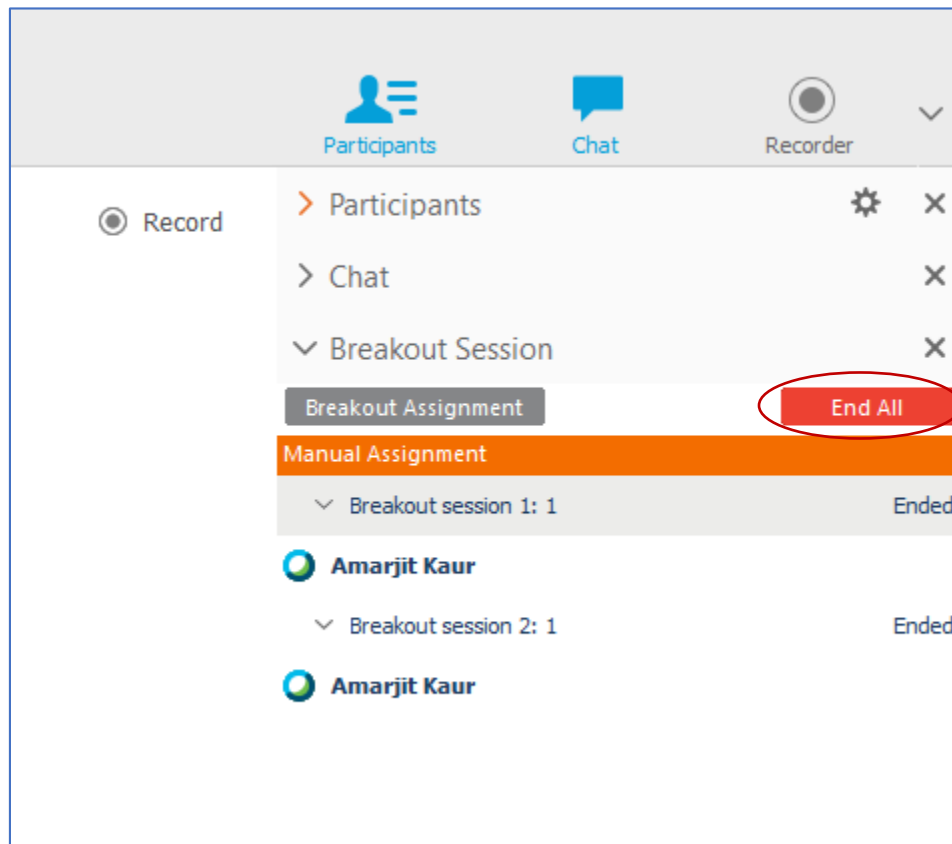 Participants Chat Recorder
Record
Participants
Chat
Breakout Session
Breakout Assignment End All
Manual Assignment
Breakout session 1: 1 Ended
Amarjit Kaur
Breakout session 2: 1 Ended
Amarjit Kaur